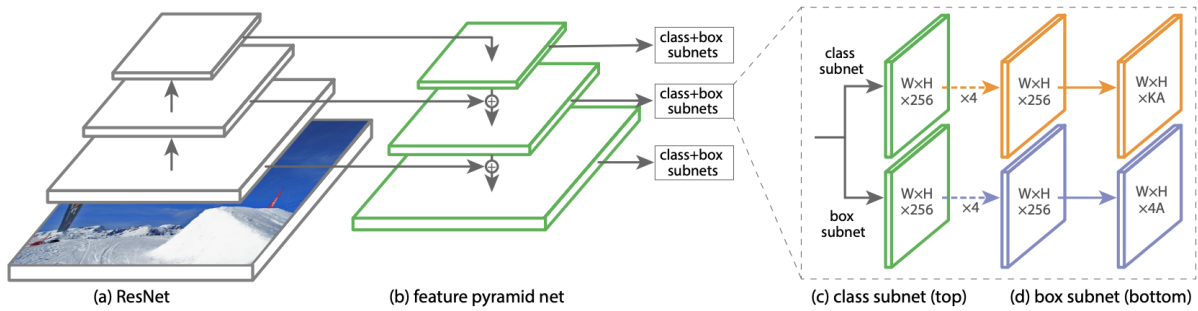 class+box
subnets
class+box
subnets
class+box
subnets
class
subnet
box
subnet
W×H
×256
×4
W×H
×256
W×H
×KA
W×H
×256
×4
W×H
×256
W×H
×4A
(a) ResNet
(b) feature pyramid net
(c) class subnet (top)
(d) box subnet (bottom)